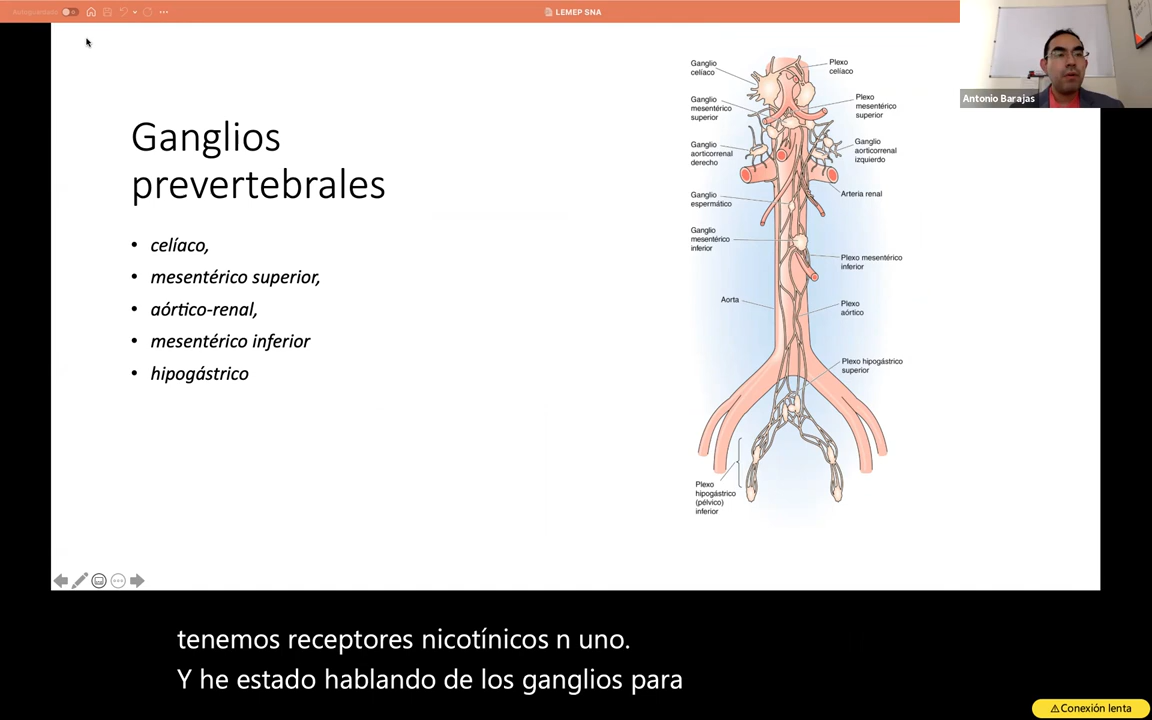 Autoguardado
LEMEP SNA
Antonio Barajas
Ganglios
prevertebrales
• celíaco,
• mesentérico superior,
• aórtico-renal,
• mesentérico inferior
• hipogástrico
Ganglio
celíaco
Ganglio
mesentérico
superior
Ganglio
aorticorrenal
derecho
Ganglio
espermático
Ganglio
mesentérico
inferior
Aorta
Plexo
hipogástrico
(pélvico)
inferior
Plexo
celíaco
Plexo
mesentérico
superior
Ganglio
aorticorrenal
izquierdo
Arteria renal
Plexo mesentérico
inferior
Plexo
aórtico
Plexo hipogástrico
superior
tenemos receptores nicotínicos n uno.
Y he estado hablando de los ganglios para
⚠Conexión lenta